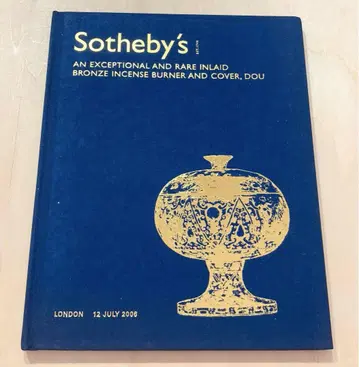 Sotheby's
AN EXCEPTIONAL AND RARE INLAID
BRONZE INCENSE BURNER AND COVER, DOU
LONDON 12 JULY 2006